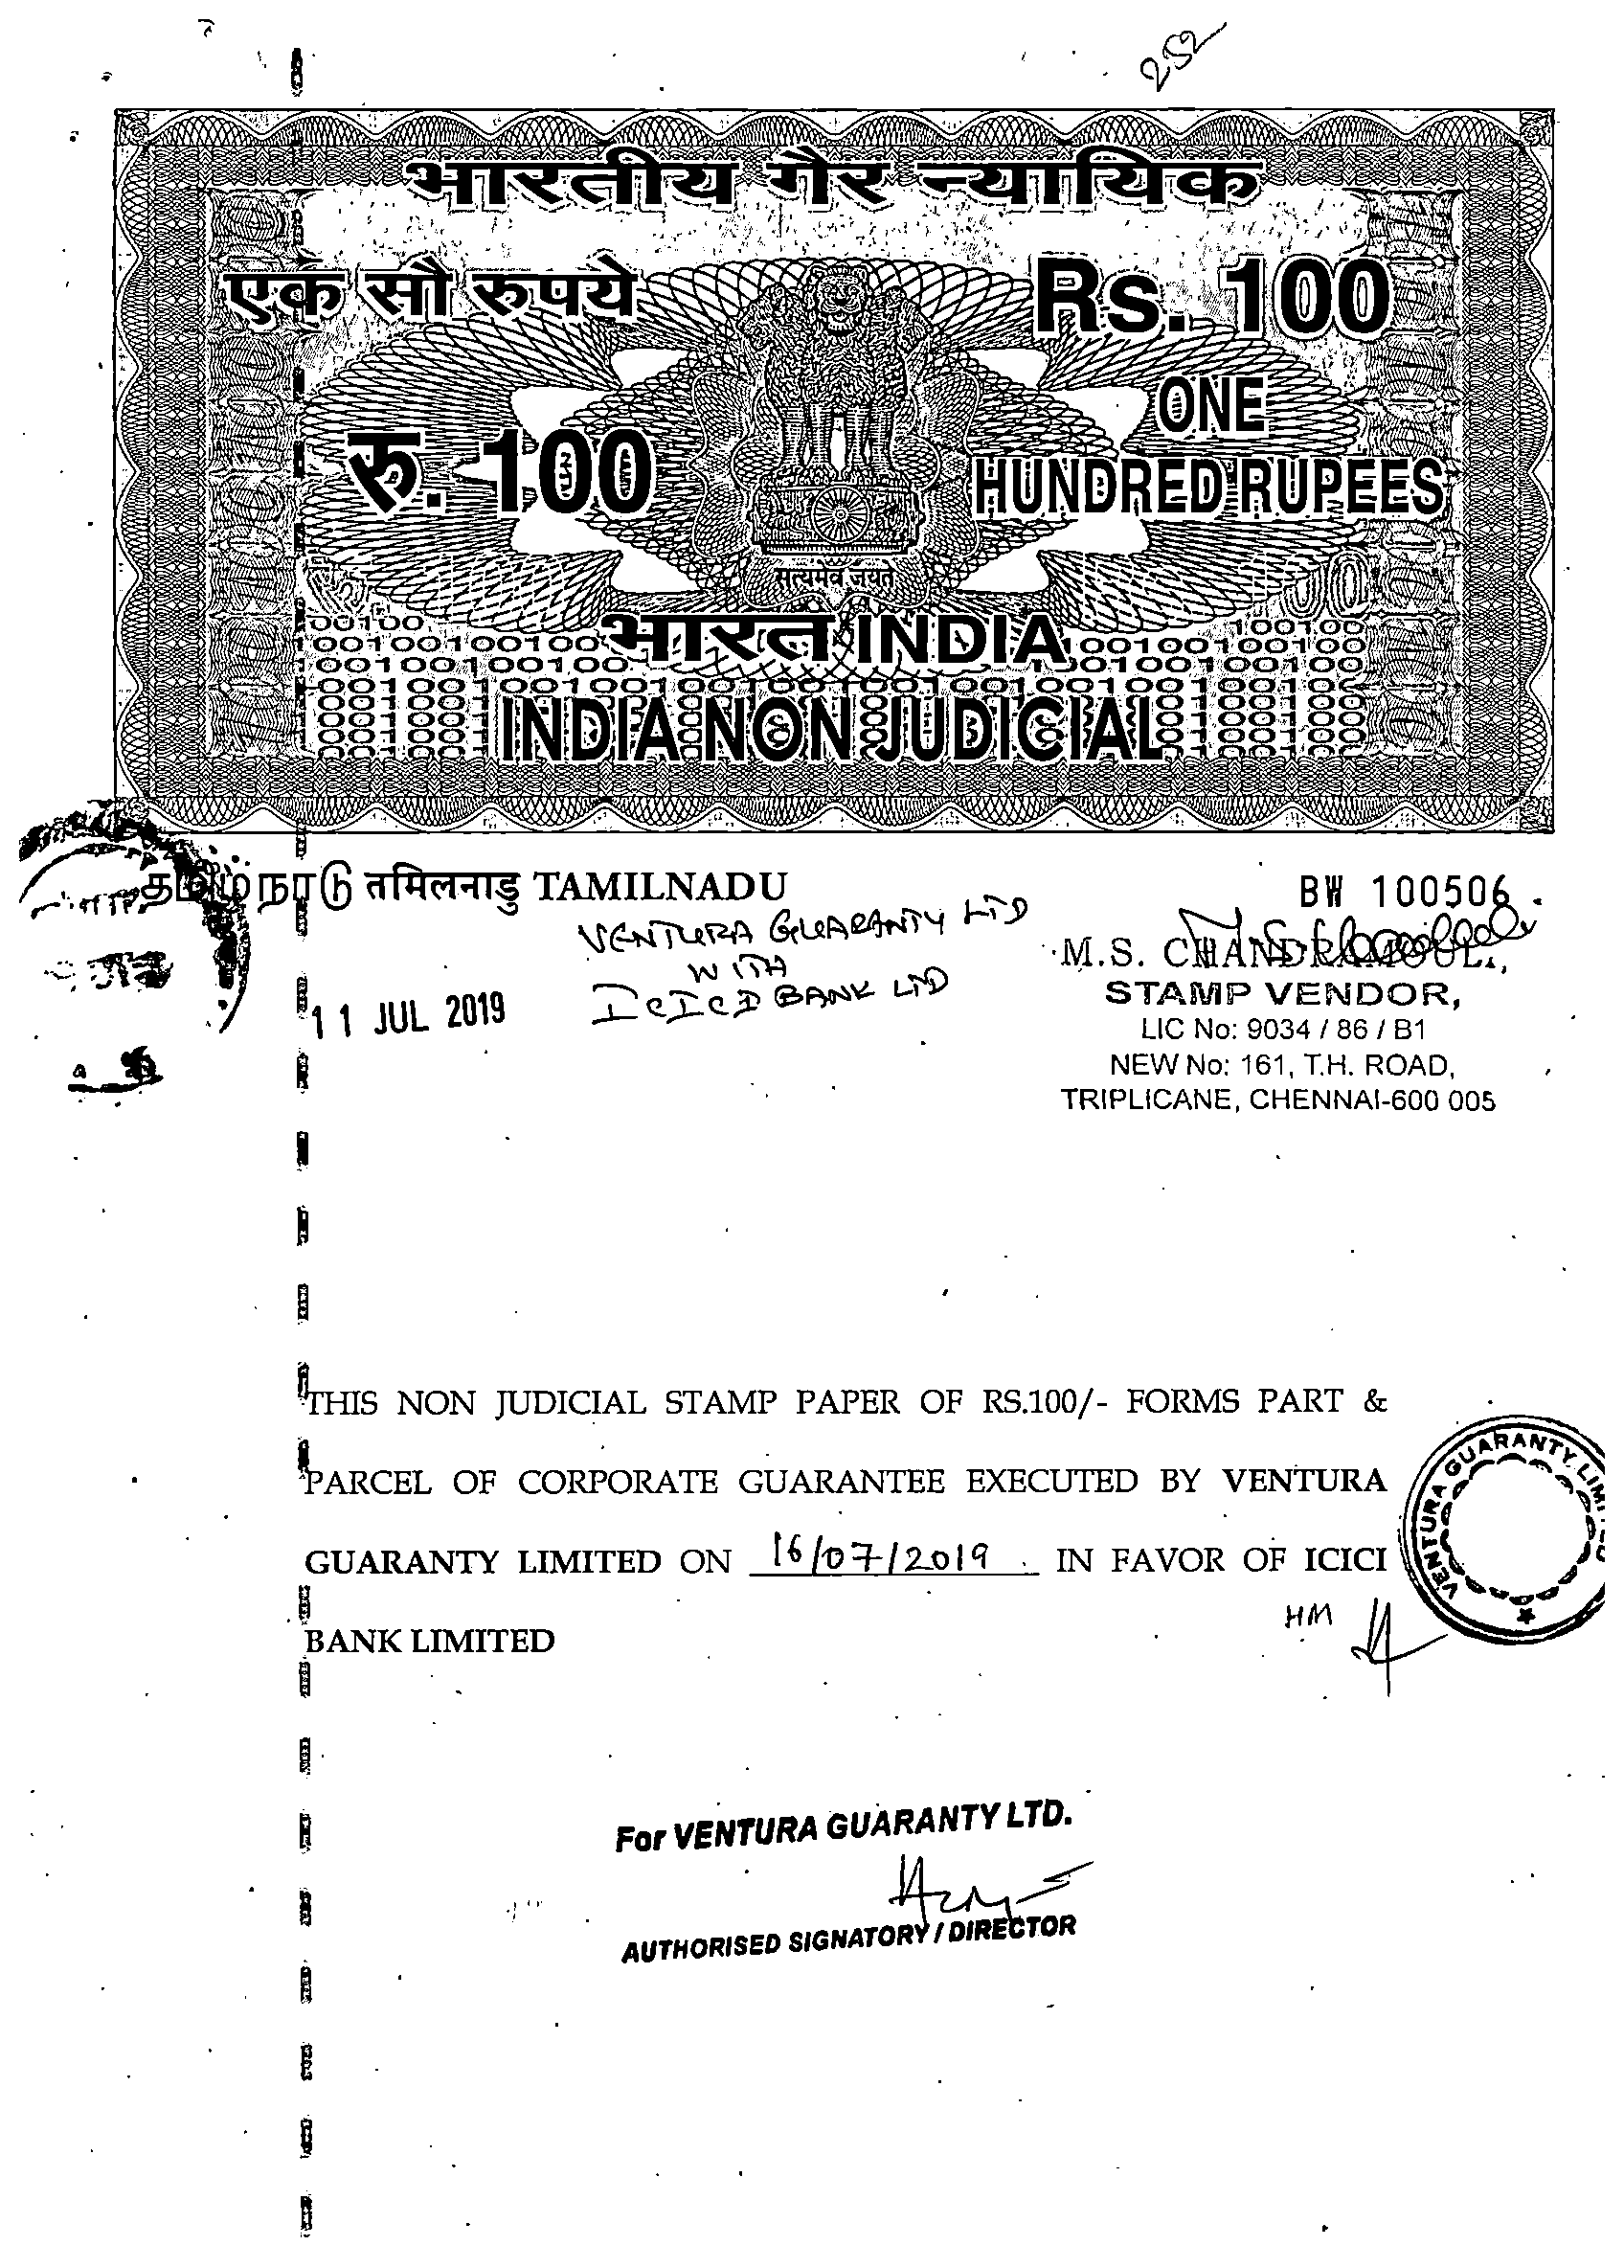 252
भारतीय गैर न्यायिक
एक सौ रुपये
Rs. 100
रु. 100
ONE
HUNDRED RUPEES
सत्यमेव जयते
भारत INDIA
INDIA NON JUDICIAL
தமிழ்நாடு तमिलनाडु TAMILNADU
BW 100506
VENTURA GUARANTY LTD
WITH
ICICI BANK LTD
11 JUL 2019
M.S. CHANDRAMOULI,
STAMP VENDOR,
LIC No: 9034 / 86 / B1
NEW No: 161, T.H. ROAD,
TRIPLICANE, CHENNAI-600 005
THIS NON JUDICIAL STAMP PAPER OF RS.100/- FORMS PART &
PARCEL OF CORPORATE GUARANTEE EXECUTED BY VENTURA
GUARANTY LIMITED ON 16/07/2019 IN FAVOR OF ICICI
BANK LIMITED
HM
VENTURA GUARANTY LIMITED
For VENTURA GUARANTY LTD.
AUTHORISED SIGNATORY / DIRECTOR